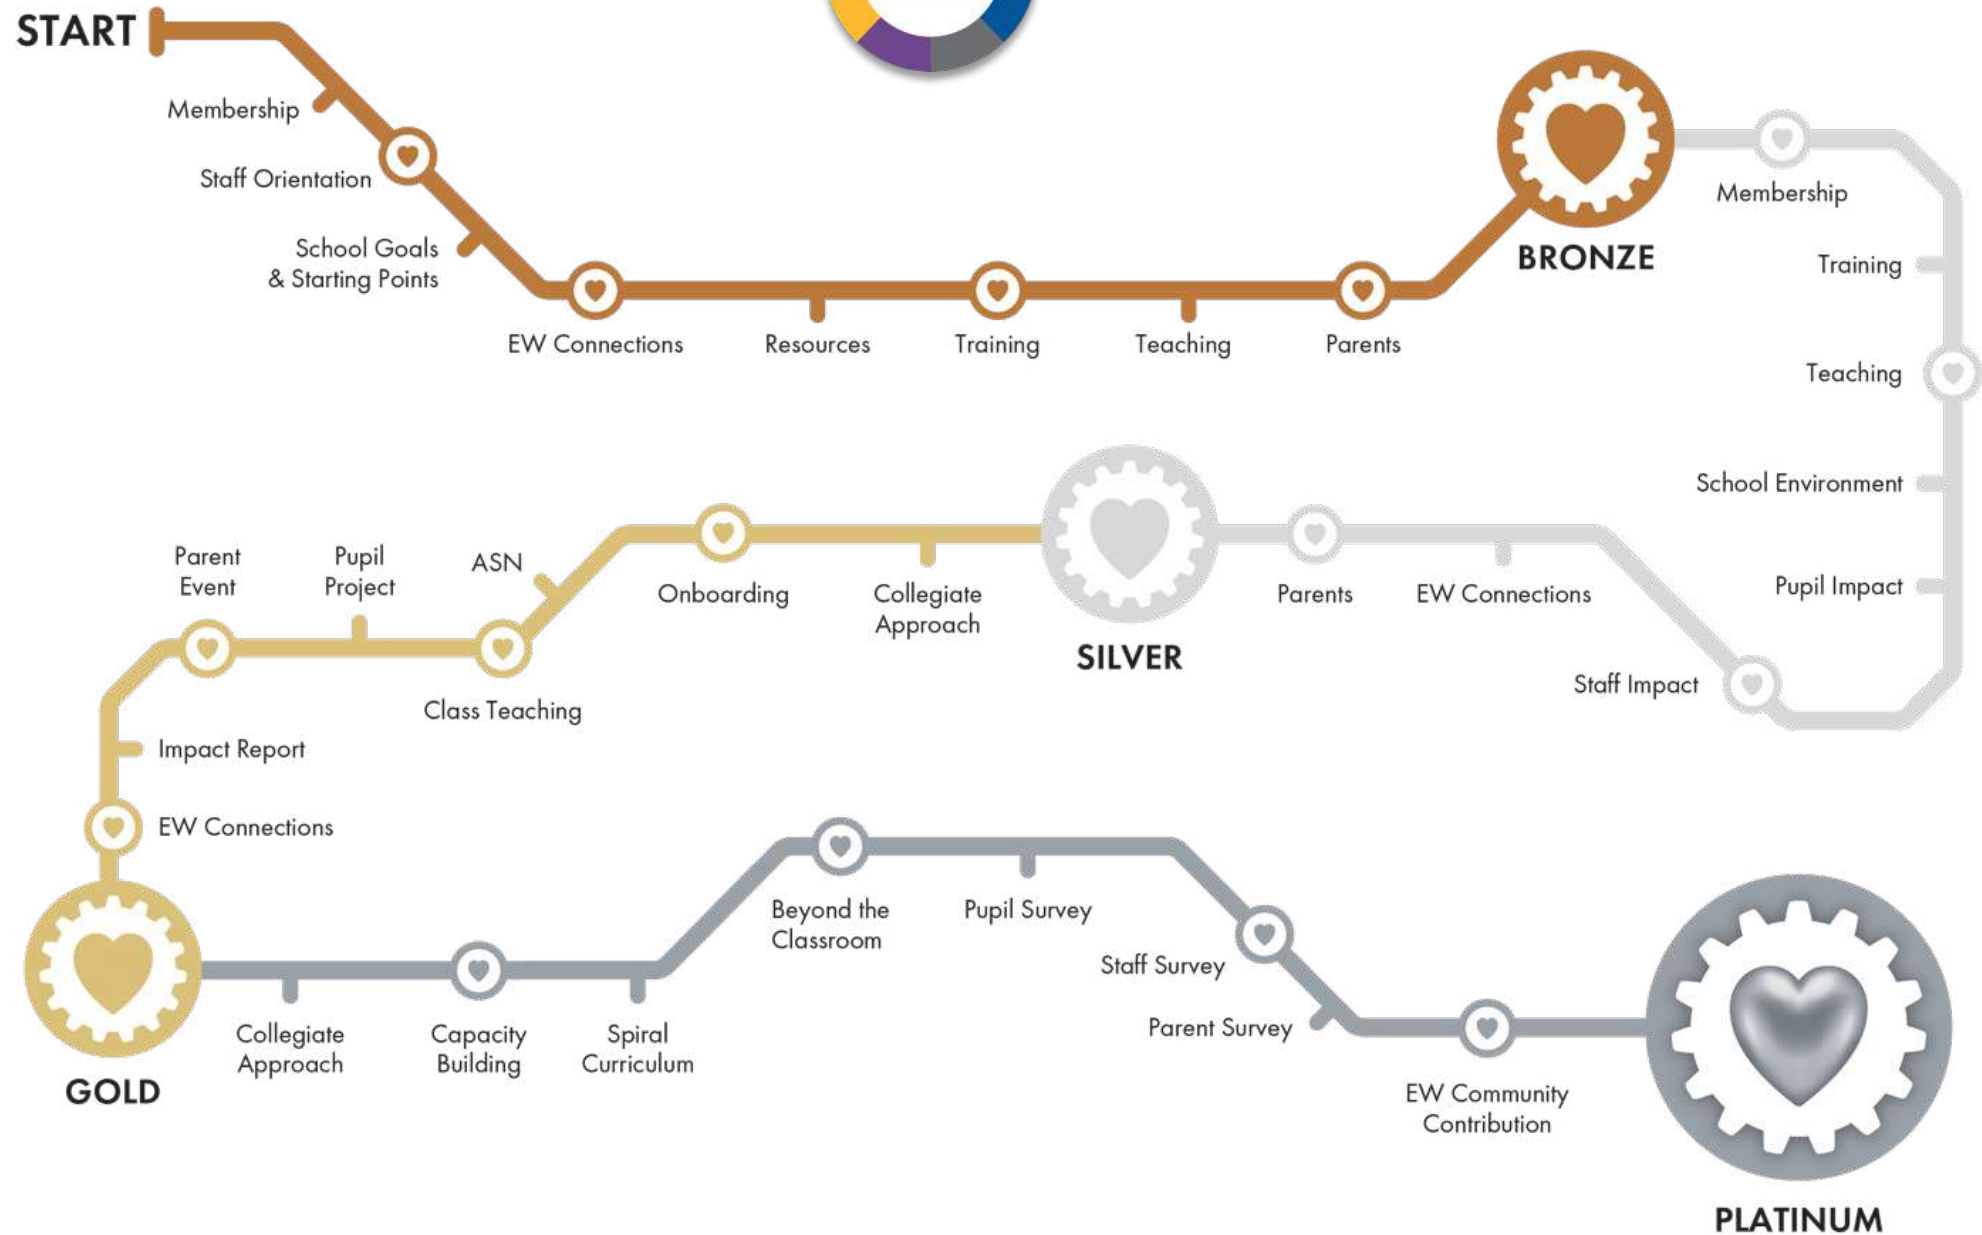 START
Membership
Staff Orientation
School Goals
& Starting Points
EW Connections
Resources
Training
Teaching
Parents
BRONZE
Membership
Training
Teaching
School Environment
Pupil Impact
Staff Impact
EW Connections
Parents
SILVER
Collegiate
Approach
Onboarding
ASN
Class Teaching
Pupil
Project
Parent
Event
Impact Report
EW Connections
GOLD
Collegiate
Approach
Capacity
Building
Spiral
Curriculum
Beyond the
Classroom
Pupil Survey
Staff Survey
Parent Survey
EW Community
Contribution
PLATINUM